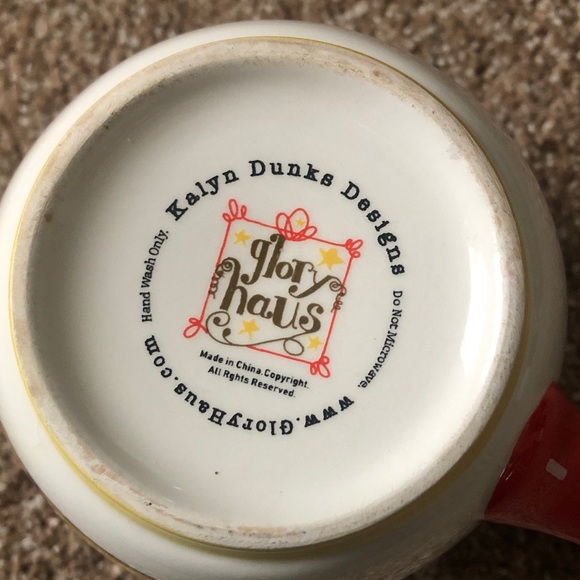 Kalyn Dunks Designs
Hand Wash Only.
Do Not Microwave.
glory
haus
Made in China.Copyright.
All Rghts Reserved.
www.GloryHaus.com